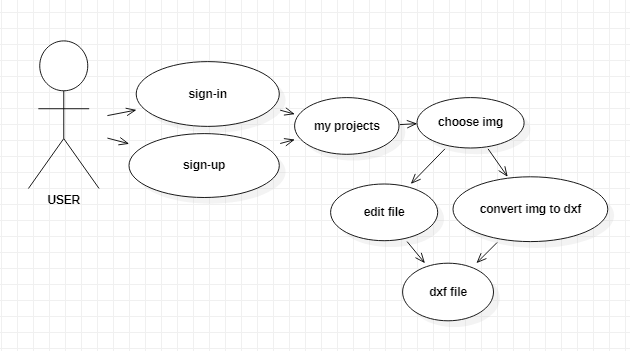 sign-in
sign-up
USER
my projects
choose img
edit file
convert img to dxf
dxf file